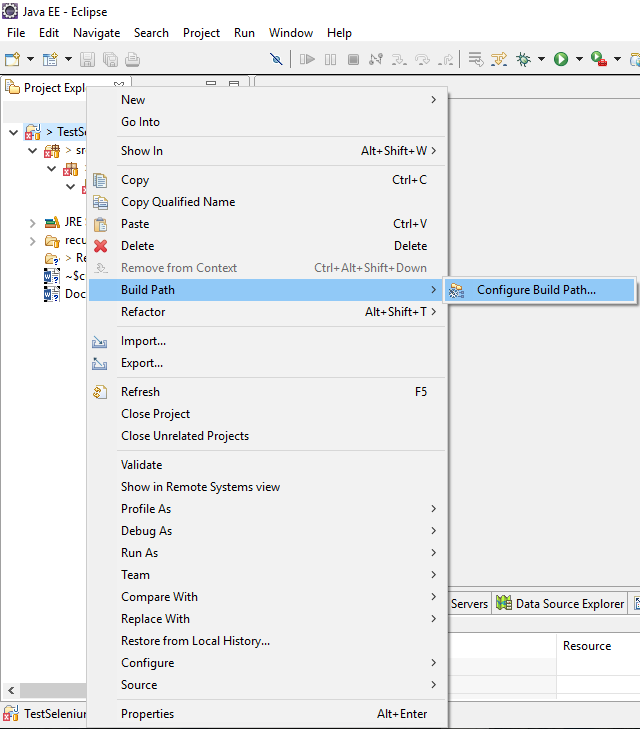 Java EE - Eclipse
File Edit Navigate Search Project Run Window Help
Project Expl
New
Go Into
> TestSe
Show In Alt+Shift+W
> sr
Copy Ctrl+C
Copy Qualified Name
JRE
Paste Ctrl+V
recu
Delete Delete
> Re
Remove from Context Ctrl+Alt+Shift+Down
~$c
Build Path
Configure Build Path...
Doc
Refactor Alt+Shift+T
Import...
Export...
Refresh F5
Close Project
Close Unrelated Projects
Validate
Show in Remote Systems view
Profile As
Debug As
Run As
Team
Compare With
Servers Data Source Explorer
Replace With
Restore from Local History...
Resource
Configure
Source
TestSeleniun
Properties Alt+Enter